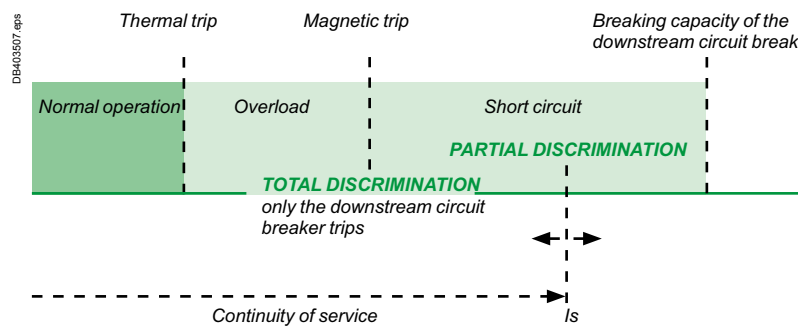 DB403507.eps
Thermal trip
Magnetic trip
Breaking capacity of the
downstream circuit break
Normal operation
Overload
Short circuit
PARTIAL DISCRIMINATION
TOTAL DISCRIMINATION
only the downstream circuit
breaker trips
Continuity of service
Is